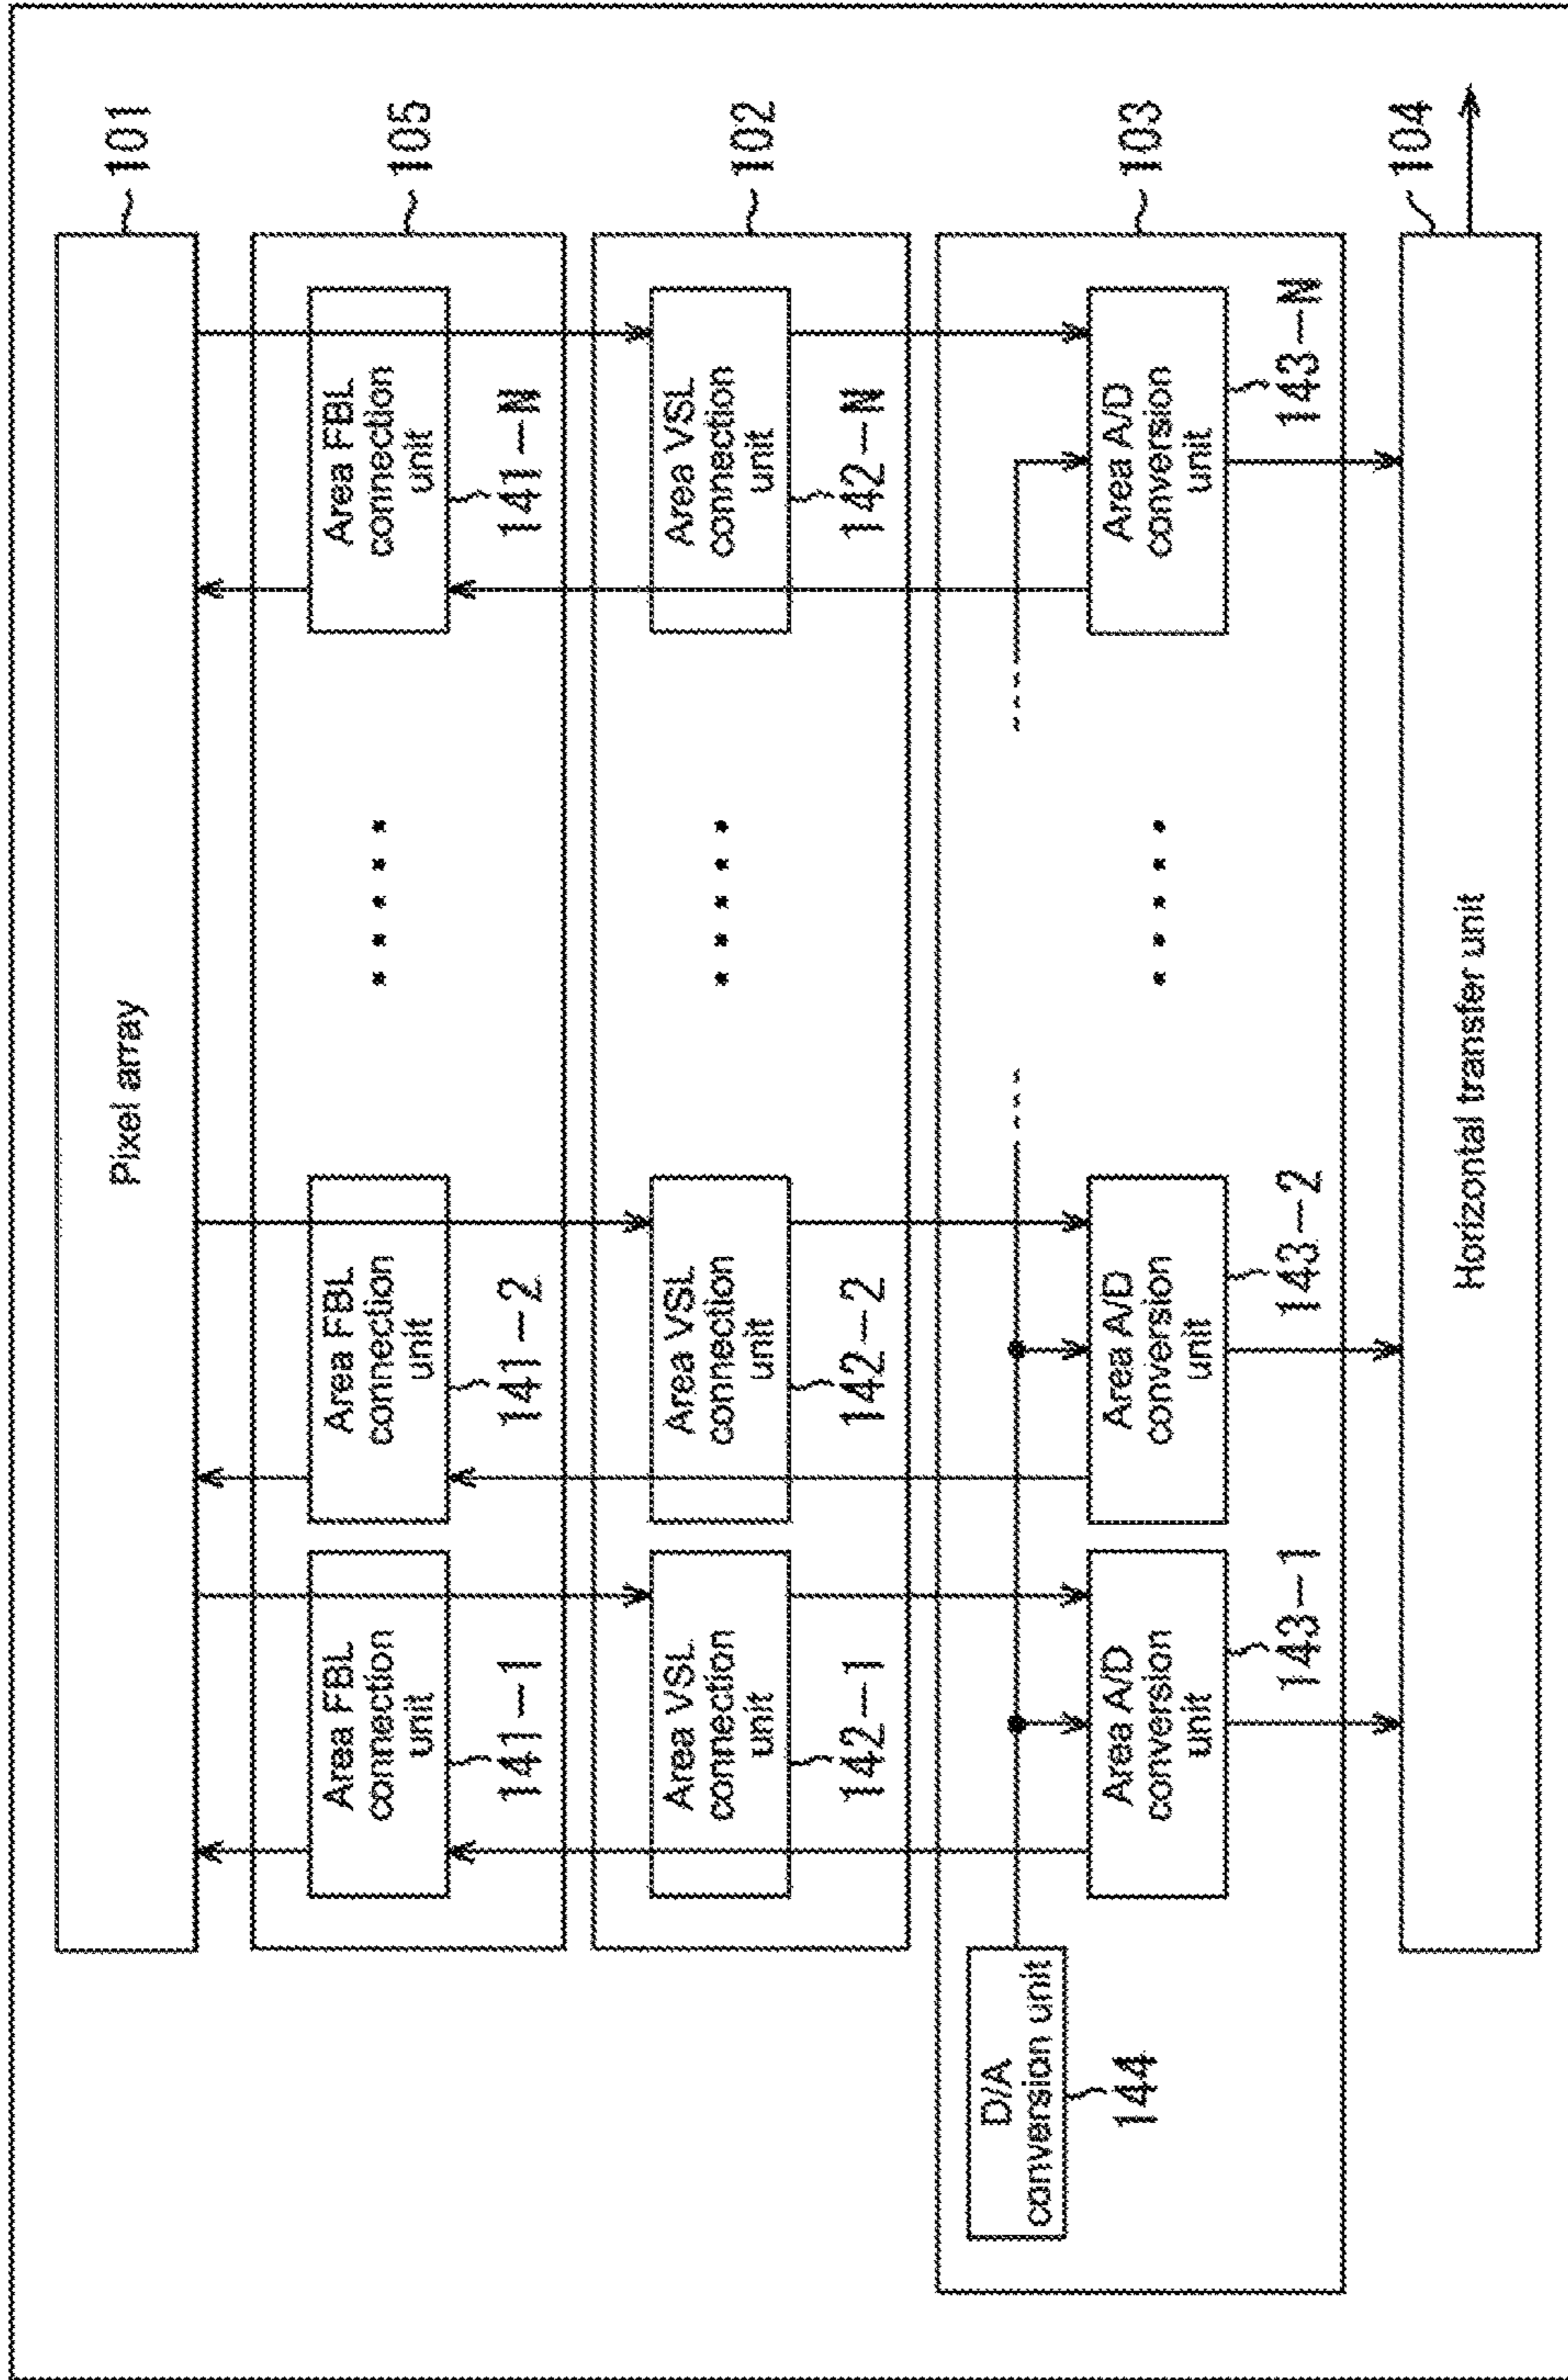 Pixel array
101
105
Area FBL
connection
unit
141-1
Area FBL
connection
unit
141-2
Area FBL
connection
unit
141-N
102
Area VSL
connection
unit
142-1
Area VSL
connection
unit
142-2
Area VSL
connection
unit
142-N
103
D/A
conversion unit
144
Area A/D
conversion
unit
143-1
Area A/D
conversion
unit
143-2
Area A/D
conversion
unit
143-N
104
Horizontal transfer unit